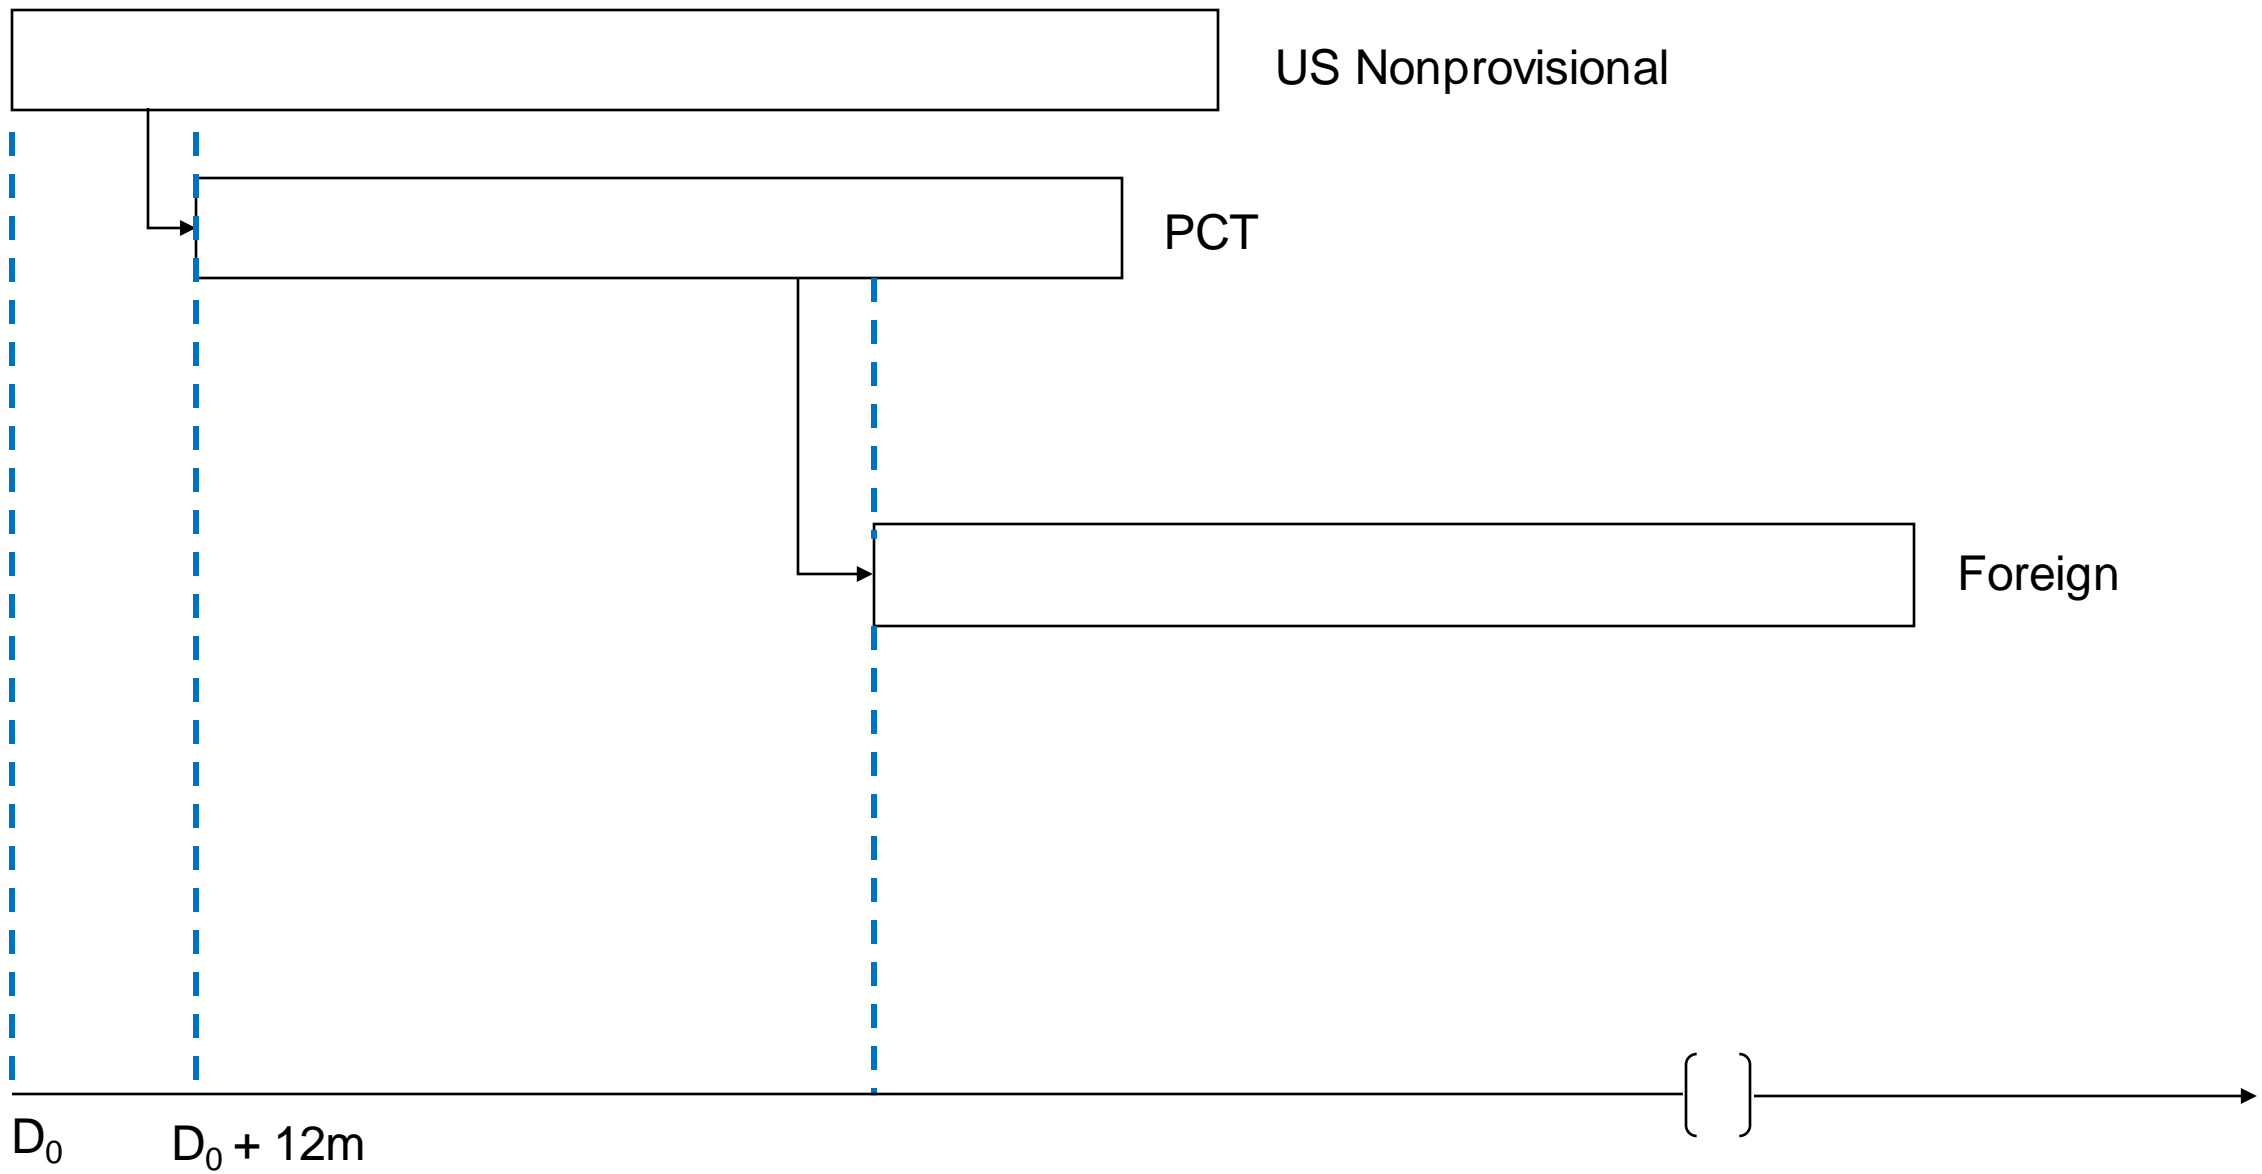 US Nonprovisional
PCT
Foreign
D₀
D₀ + 12m